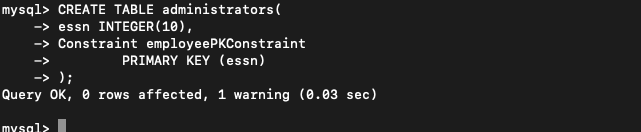 mysql> CREATE TABLE administrators(
    -> essn INTEGER(10),
    -> Constraint employeePKConstraint
    ->         PRIMARY KEY (essn)
    -> );
Query OK, 0 rows affected, 1 warning (0.03 sec)
mysql>